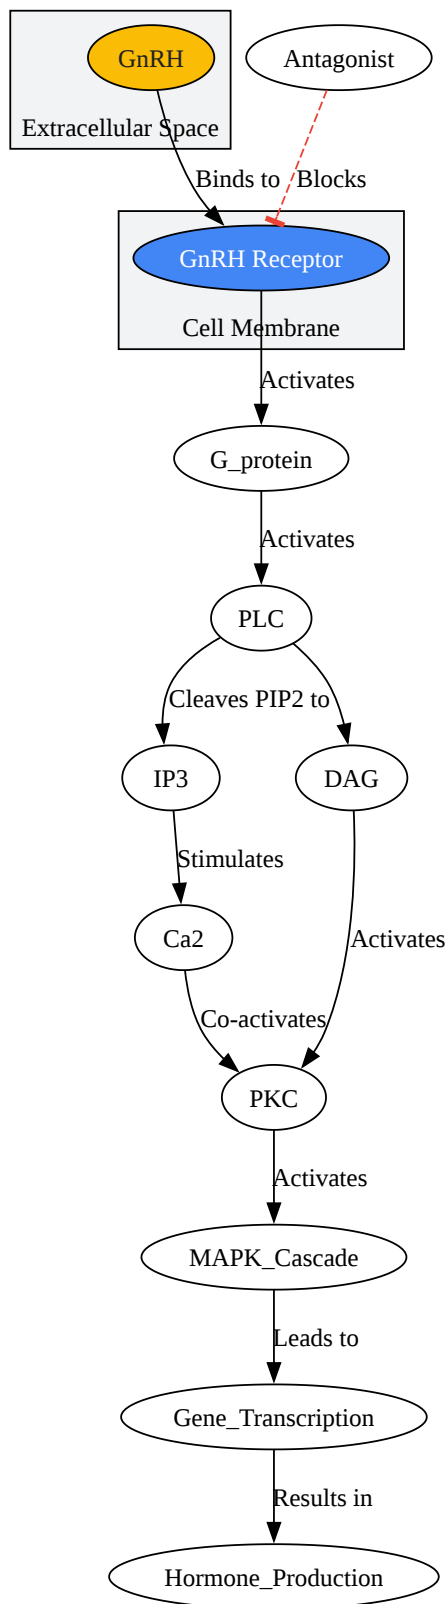 GnRH
Antagonist
Extracellular Space
Binds to
Blocks
GnRH Receptor
Cell Membrane
Activates
G_protein
Activates
PLC
Cleaves PIP2 to
IP3
DAG
Stimulates
Ca2
Activates
Co-activates
PKC
Activates
MAPK_Cascade
Leads to
Gene_Transcription
Results in
Hormone_Production